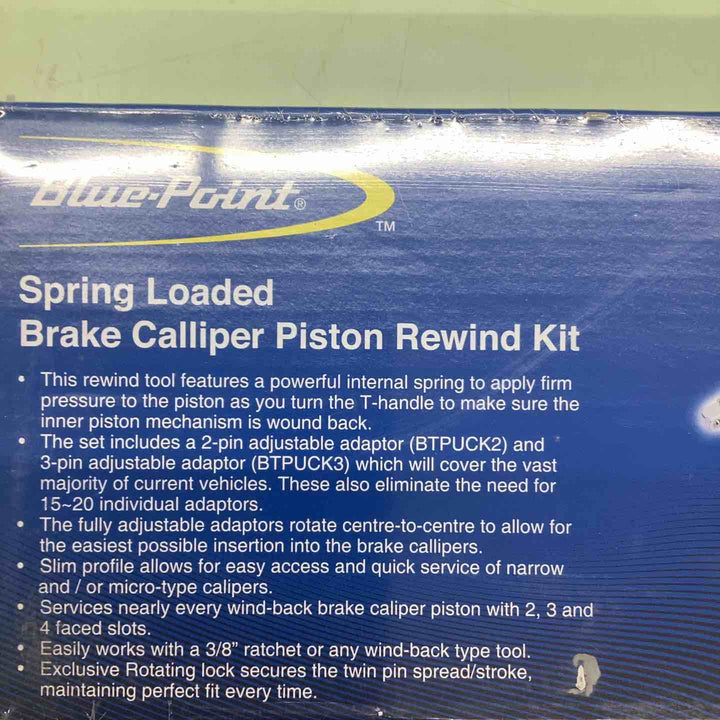 Blue-Point®
TM
Spring Loaded
Brake Calliper Piston Rewind Kit
• This rewind tool features a powerful internal spring to apply firm
pressure to the piston as you turn the T-handle to make sure the
inner piston mechanism is wound back.
• The set includes a 2-pin adjustable adaptor (BTPUCK2) and
3-pin adjustable adaptor (BTPUCK3) which will cover the vast
majority of current vehicles. These also eliminate the need for
15~20 individual adaptors.
• The fully adjustable adaptors rotate centre-to-centre to allow for
the easiest possible insertion into the brake callipers.
• Slim profile allows for easy access and quick service of narrow
and / or micro-type calipers.
• Services nearly every wind-back brake caliper piston with 2, 3 and
4 faced slots.
• Easily works with a 3/8” ratchet or any wind-back type tool.
• Exclusive Rotating lock secures the twin pin spread/stroke,
maintaining perfect fit every time.